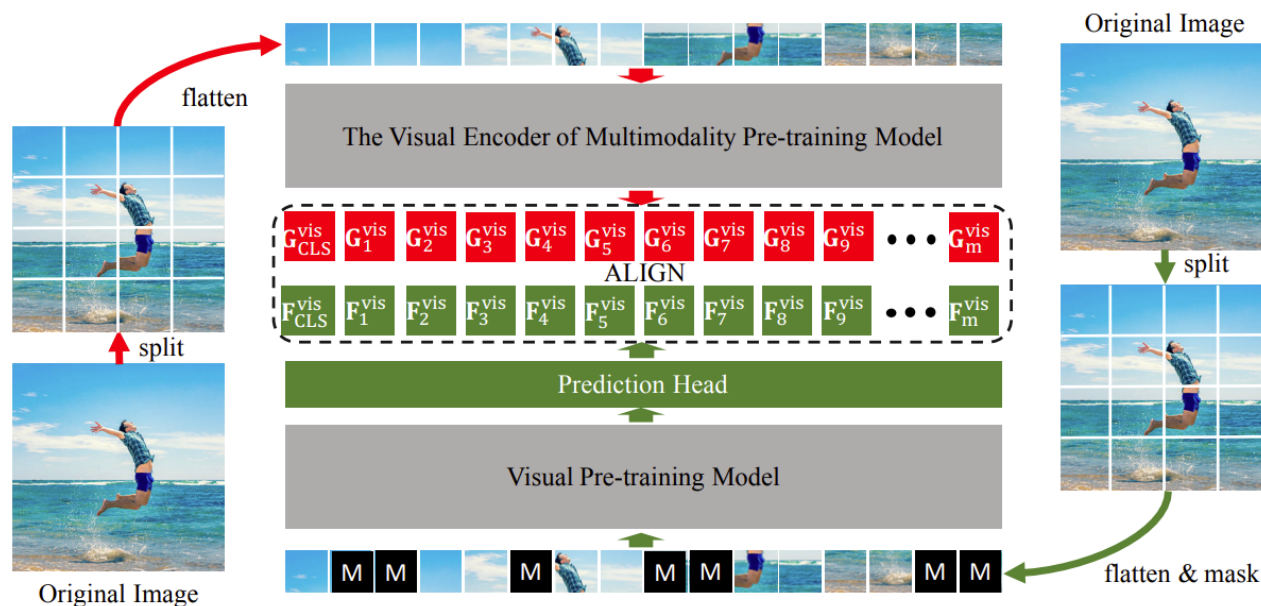 Original Image
flatten
The Visual Encoder of Multimodality Pre-training Model
G^vis_CLS G^vis_1 G^vis_2 G^vis_3 G^vis_4 G^vis_5 G^vis_6 G^vis_7 G^vis_8 G^vis_9 ••• G^vis_m
ALIGN
F^vis_CLS F^vis_1 F^vis_2 F^vis_3 F^vis_4 F^vis_5 F^vis_6 F^vis_7 F^vis_8 F^vis_9 ••• F^vis_m
split
split
Prediction Head
Visual Pre-training Model
M M M M M M M
flatten & mask
Original Image